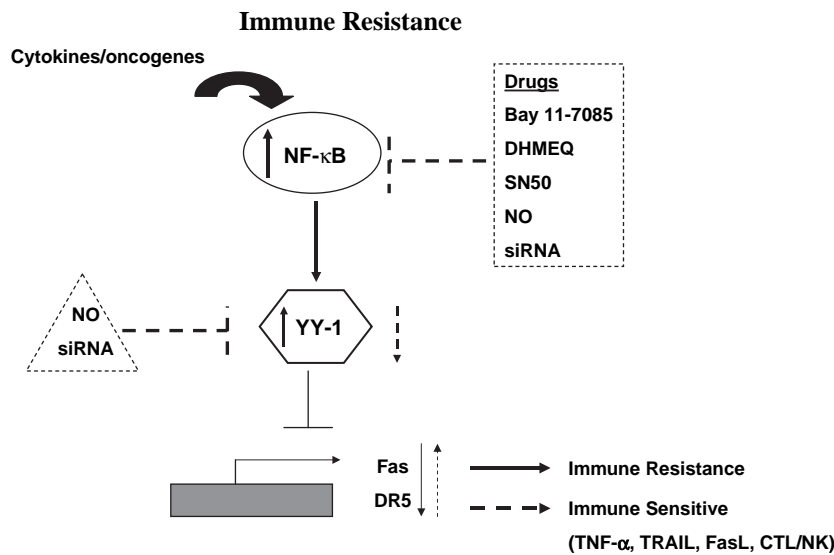 Immune Resistance
Cytokines/oncogenes
NF-κB
Drugs
Bay 11-7085
DHMEQ
SN50
NO
siRNA
NO
siRNA
YY-1
Fas
DR5
Immune Resistance
Immune Sensitive
(TNF-α, TRAIL, FasL, CTL/NK)